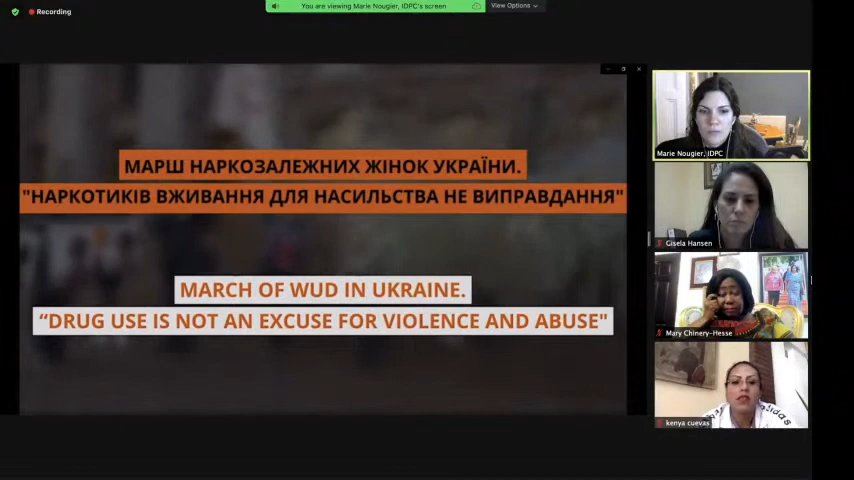 Recording
You are viewing Marie Nougier, IDPC's screen
View Options
МАРШ НАРКОЗАЛЕЖНИХ ЖІНОК УКРАЇНИ.
"НАРКОТИКІВ ВЖИВАННЯ ДЛЯ НАСИЛЬСТВА НЕ ВИПРАВДАННЯ"
MARCH OF WUD IN UKRAINE.
“DRUG USE IS NOT AN EXCUSE FOR VIOLENCE AND ABUSE"
Marie Nougier, IDPC
Gisela Hansen
Mary Chinery-Hesse
kenya cuevas